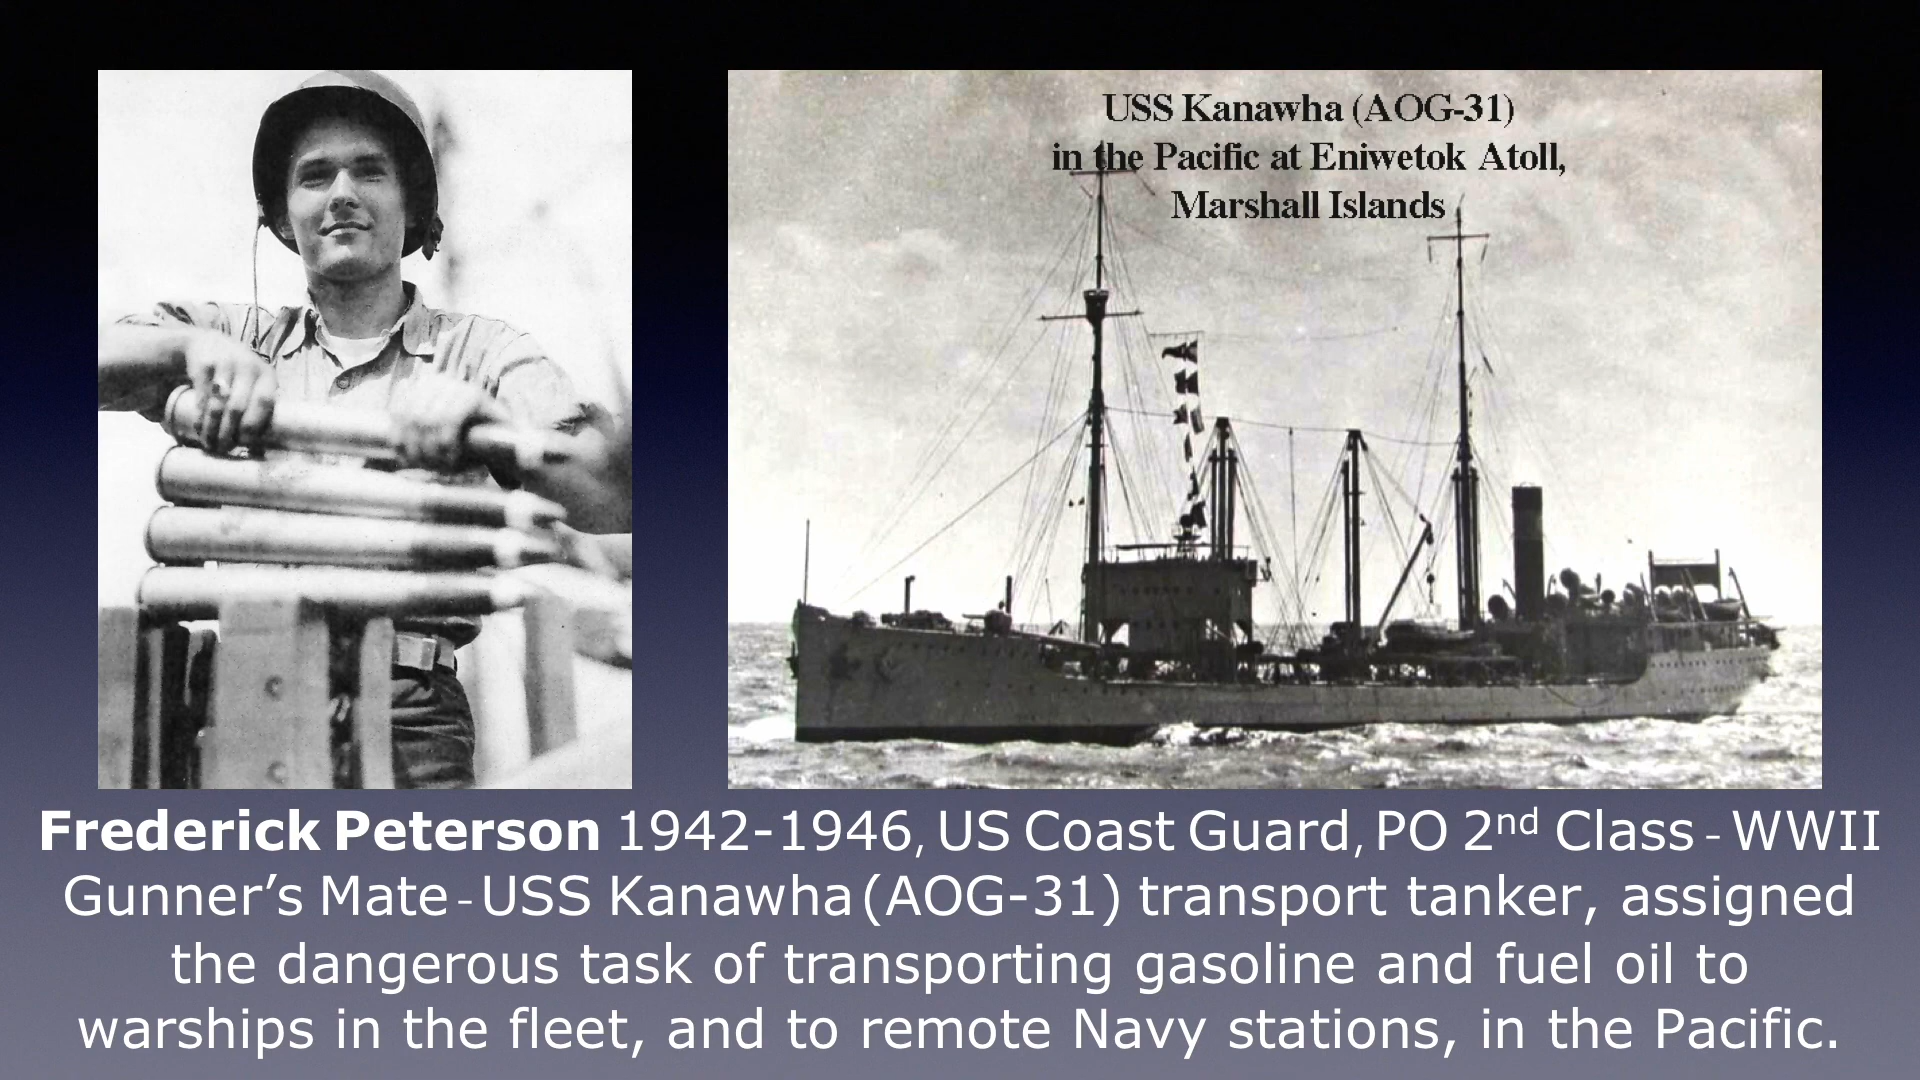 USS Kanawha (AOG-31)
in the Pacific at Eniwetok Atoll,
Marshall Islands
Frederick Peterson 1942-1946, US Coast Guard, PO 2nd Class - WWII
Gunner’s Mate - USS Kanawha (AOG-31) transport tanker, assigned
the dangerous task of transporting gasoline and fuel oil to
warships in the fleet, and to remote Navy stations, in the Pacific.